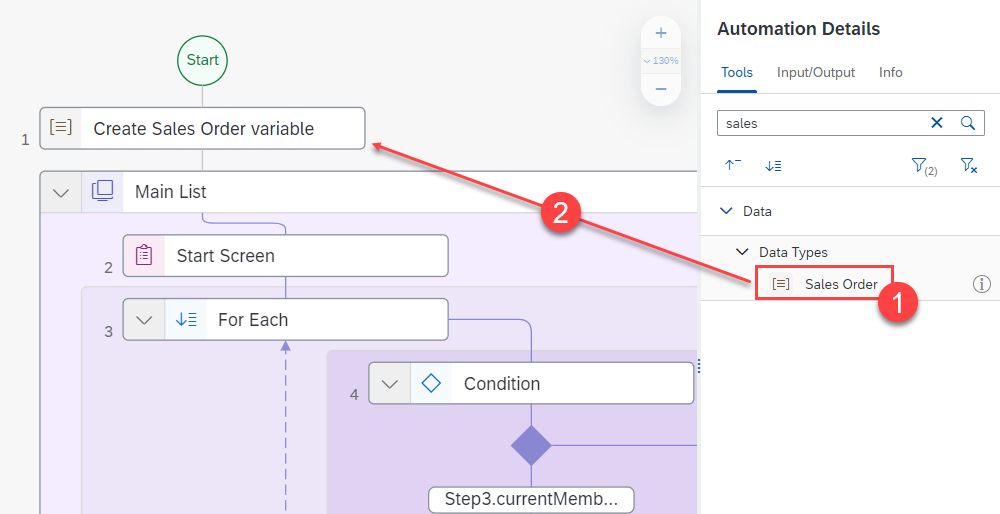 Start
130%
1
Create Sales Order variable
Main List
2
Start Screen
3
For Each
4
Condition
Step3.currentMemb...
2
Automation Details
Tools Input/Output Info
sales
(2)
Data
Data Types
Sales Order
1